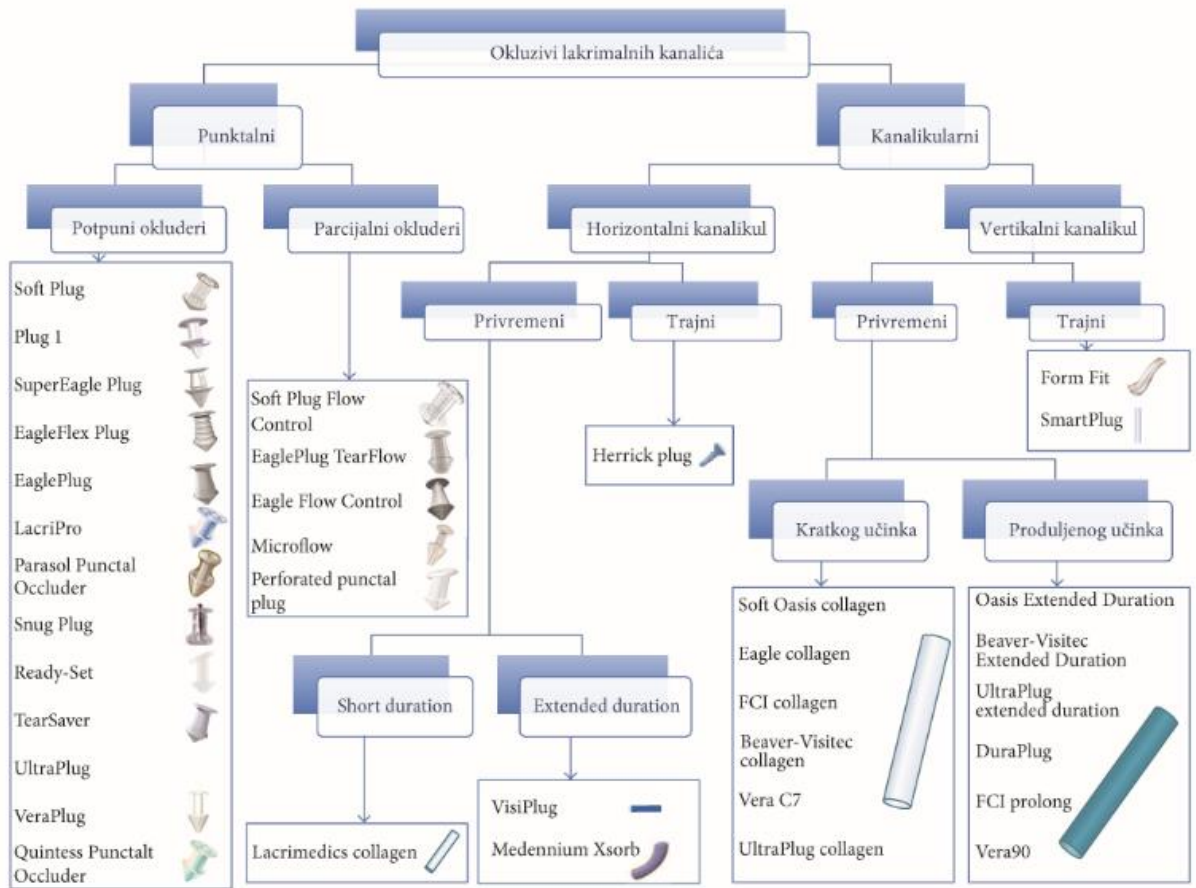 Okluzivi lakrimalnih kanalića
Punktalni
Kanalikularni
Potpuni okluderi
Parcijalni okluderi
Horizontalni kanalikul
Vertikalni kanalikul
Privremeni
Trajni
Privremeni
Trajni
Soft Plug
Plug 1
SuperEagle Plug
EagleFlex Plug
EaglePlug
LacriPro
Parasol Punctal
Occluder
Snug Plug
Ready-Set
TearSaver
UltraPlug
VeraPlug
Quintess Punctalt
Occluder
Soft Plug Flow
Control
EaglePlug TearFlow
Eagle Flow Control
Microflow
Perforated punctal
plug
Herrick plug
Form Fit
SmartPlug
Short duration
Extended duration
Kratkog učinka
Produljenog učinka
Lacrimedics collagen
VisiPlug
Medennium Xsorb
Soft Oasis collagen
Eagle collagen
FCI collagen
Beaver-Visitec
collagen
Vera C7
UltraPlug collagen
Oasis Extended Duration
Beaver-Visitec
Extended Duration
UltraPlug
extended duration
DuraPlug
FCI prolong
Vera90